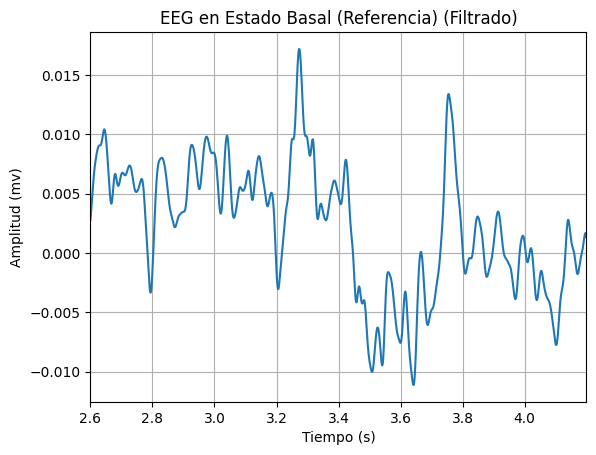 EEG en Estado Basal (Referencia) (Filtrado)
Amplitud (mv)
0.015
0.010
0.005
0.000
−0.005
−0.010
2.6 2.8 3.0 3.2 3.4 3.6 3.8 4.0
Tiempo (s)